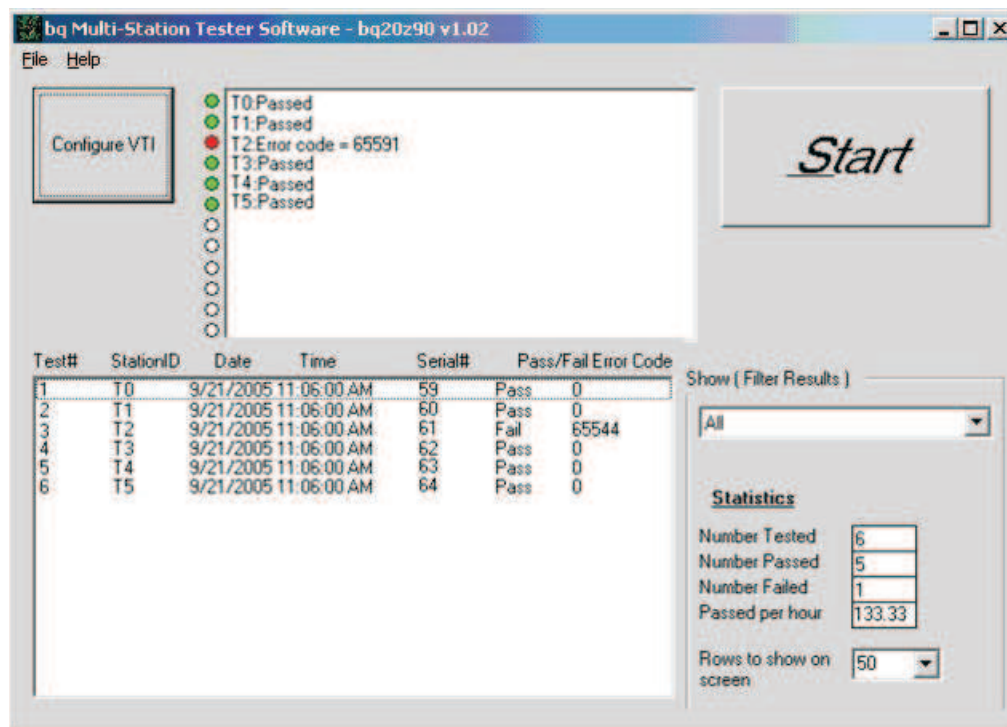 bq Multi-Station Tester Software - bq20z90 v1.02
File Help
Configure VTI
T0:Passed
T1:Passed
T2:Error code = 65591
T3:Passed
T4:Passed
T5:Passed
Start
Test# StationID Date Time Serial# Pass/Fail Error Code
1 T0 9/21/2005 11:06:00 AM 59 Pass 0
2 T1 9/21/2005 11:06:00 AM 60 Pass 0
3 T2 9/21/2005 11:06:00 AM 61 Fail 65544
4 T3 9/21/2005 11:06:00 AM 62 Pass 0
5 T4 9/21/2005 11:06:00 AM 63 Pass 0
6 T5 9/21/2005 11:06:00 AM 64 Pass 0
Show ( Filter Results )
All
Statistics
Number Tested 6
Number Passed 5
Number Failed 1
Passed per hour 133.33
Rows to show on screen 50